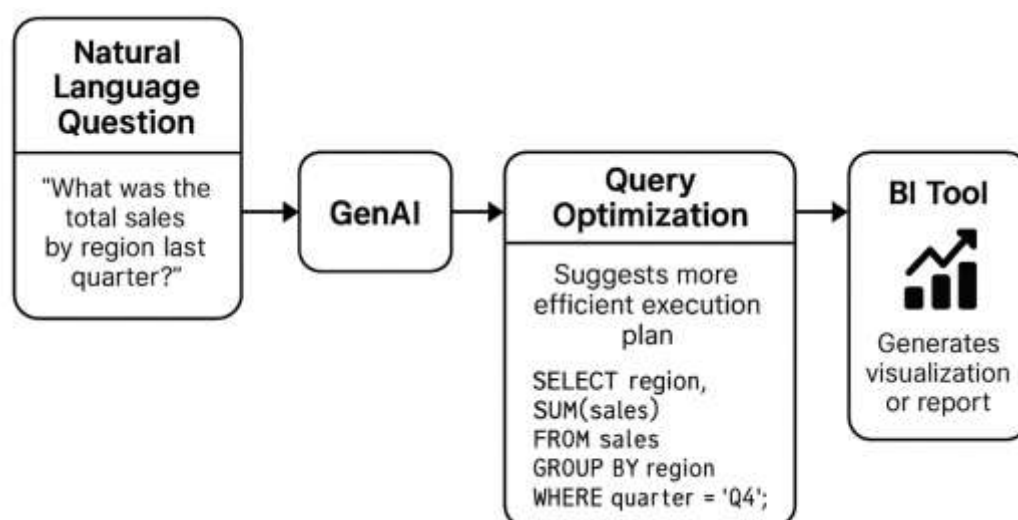 Natural
Language
Question
"What was the
total sales
by region last
quarter?”
GenAI
Query
Optimization
Suggests more
efficient execution
plan
SELECT region,
SUM(sales)
FROM sales
GROUP BY region
WHERE quarter = 'Q4';
BI Tool
Generates
visualization
or report